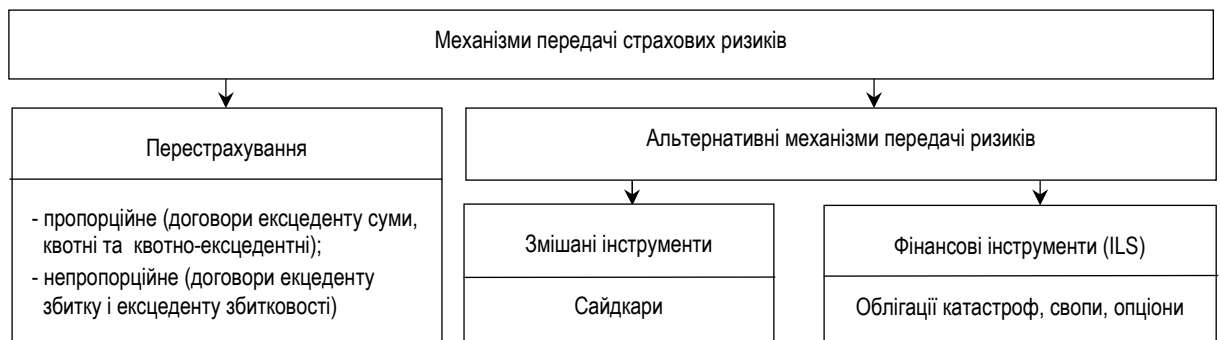 Механізми передачі страхових ризиків
Перестрахування
Альтернативні механізми передачі ризиків
- пропорційне (договори ексцеденту суми,
квотні та квотно-ексцедентні);
- непропорційне (договори екцеденту
збитку і ексцеденту збитковості)
Змішані інструменти
Сайдкари
Фінансові інструменти (ILS)
Облігації катастроф, свопи, опціони